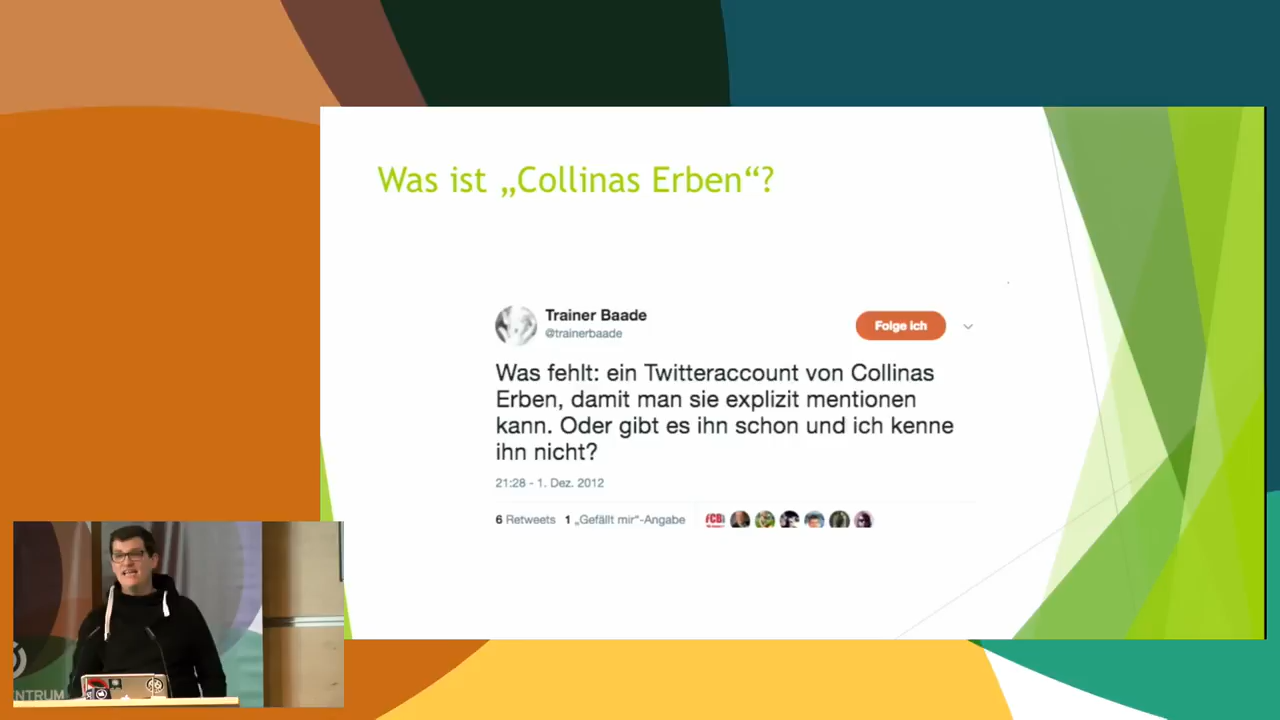 Was ist „Collinas Erben“?
Trainer Baade
@trainerbaade
Folge ich
Was fehlt: ein Twitteraccount von Collinas
Erben, damit man sie explizit mentionen
kann. Oder gibt es ihn schon und ich kenne
ihn nicht?
21:28 - 1. Dez. 2012
6 Retweets 1 „Gefällt mir“-Angabe
NTRUM